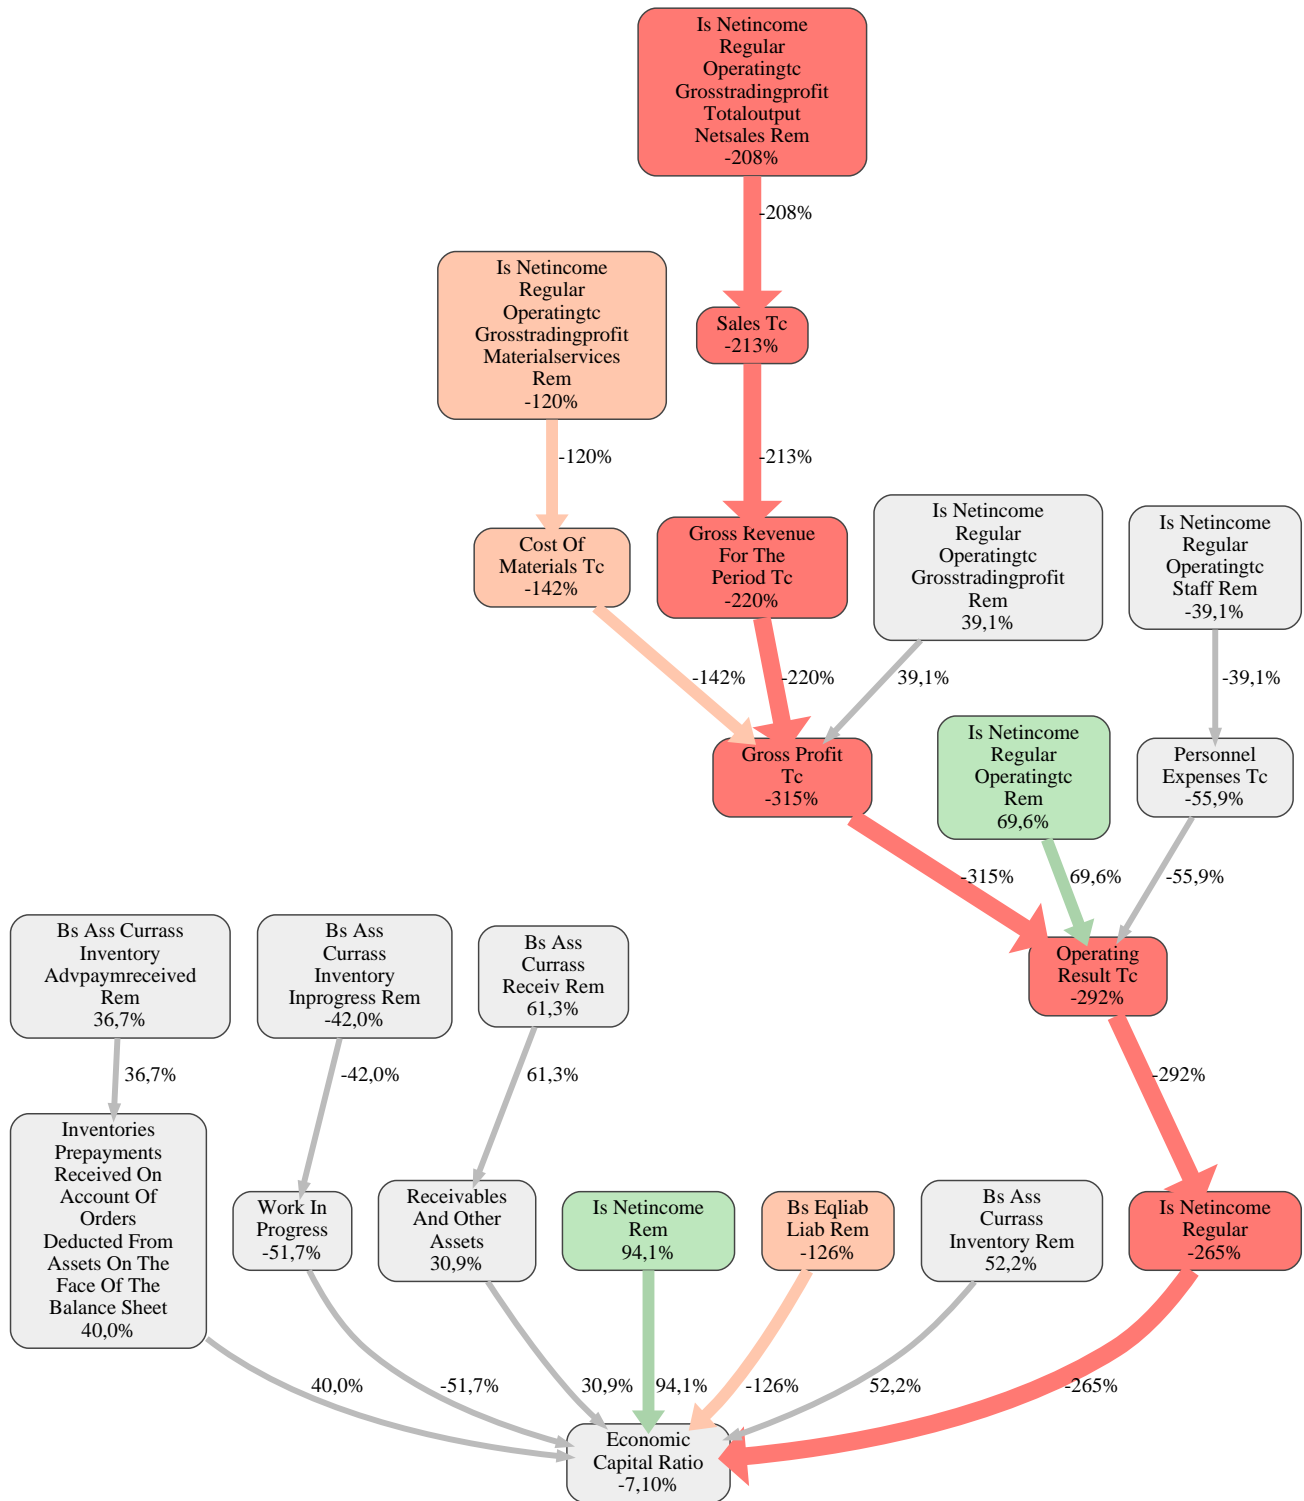 Is Netincome
Regular
Operatingtc
Grosstradingprofit
Totaloutput
Netsales Rem
-208%
-208%
Is Netincome
Regular
Operatingtc
Grosstradingprofit
Materialservices
Rem
-120%
Sales Tc
-213%
-120%
-213%
Is Netincome
Regular
Operatingtc
Grosstradingprofit
Rem
39,1%
Is Netincome
Regular
Operatingtc
Staff Rem
-39,1%
Cost Of
Materials Tc
-142%
Gross Revenue
For The
Period Tc
-220%
-142%
-220%
39,1%
-39,1%
Gross Profit
Tc
-315%
Is Netincome
Regular
Operatingtc
Rem
69,6%
Personnel
Expenses Tc
-55,9%
-315%
69,6%
-55,9%
Bs Ass Currass
Inventory
Advpaymreceived
Rem
36,7%
Bs Ass
Currass
Inventory
Inprogress Rem
-42,0%
Bs Ass
Currass
Receiv Rem
61,3%
Operating
Result Tc
-292%
36,7%
-42,0%
61,3%
-292%
Inventories
Prepayments
Received On
Account Of
Orders
Deducted From
Assets On The
Face Of The
Balance Sheet
40,0%
Work In
Progress
-51,7%
Receivables
And Other
Assets
30,9%
Is Netincome
Rem
94,1%
Bs Eqliab
Liab Rem
-126%
Bs Ass
Currass
Inventory Rem
52,2%
Is Netincome
Regular
-265%
40,0%
-51,7%
30,9%
94,1%
-126%
52,2%
-265%
Economic
Capital Ratio
-7,10%